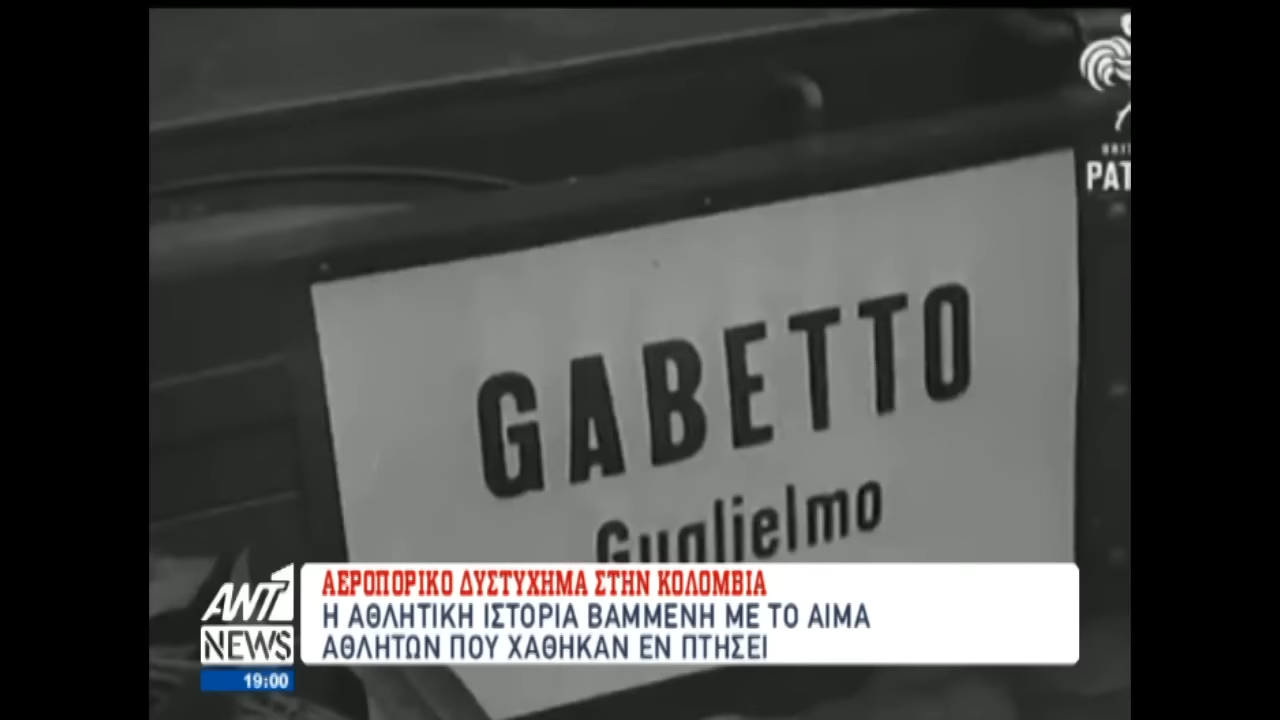 PAT
GABETTO
Guglielmo
ΑΕΡΟΠΟΡΙΚΟ ΔΥΣΤΥΧΗΜΑ ΣΤΗΝ ΚΟΛΟΜΒΙΑ
Η ΑΘΛΗΤΙΚΗ ΙΣΤΟΡΙΑ ΒΑΜΜΕΝΗ ΜΕ ΤΟ ΑΙΜΑ
ΑΘΛΗΤΩΝ ΠΟΥ ΧΑΘΗΚΑΝ ΕΝ ΠΤΗΣΕΙ
ANT1
NEWS
19:00